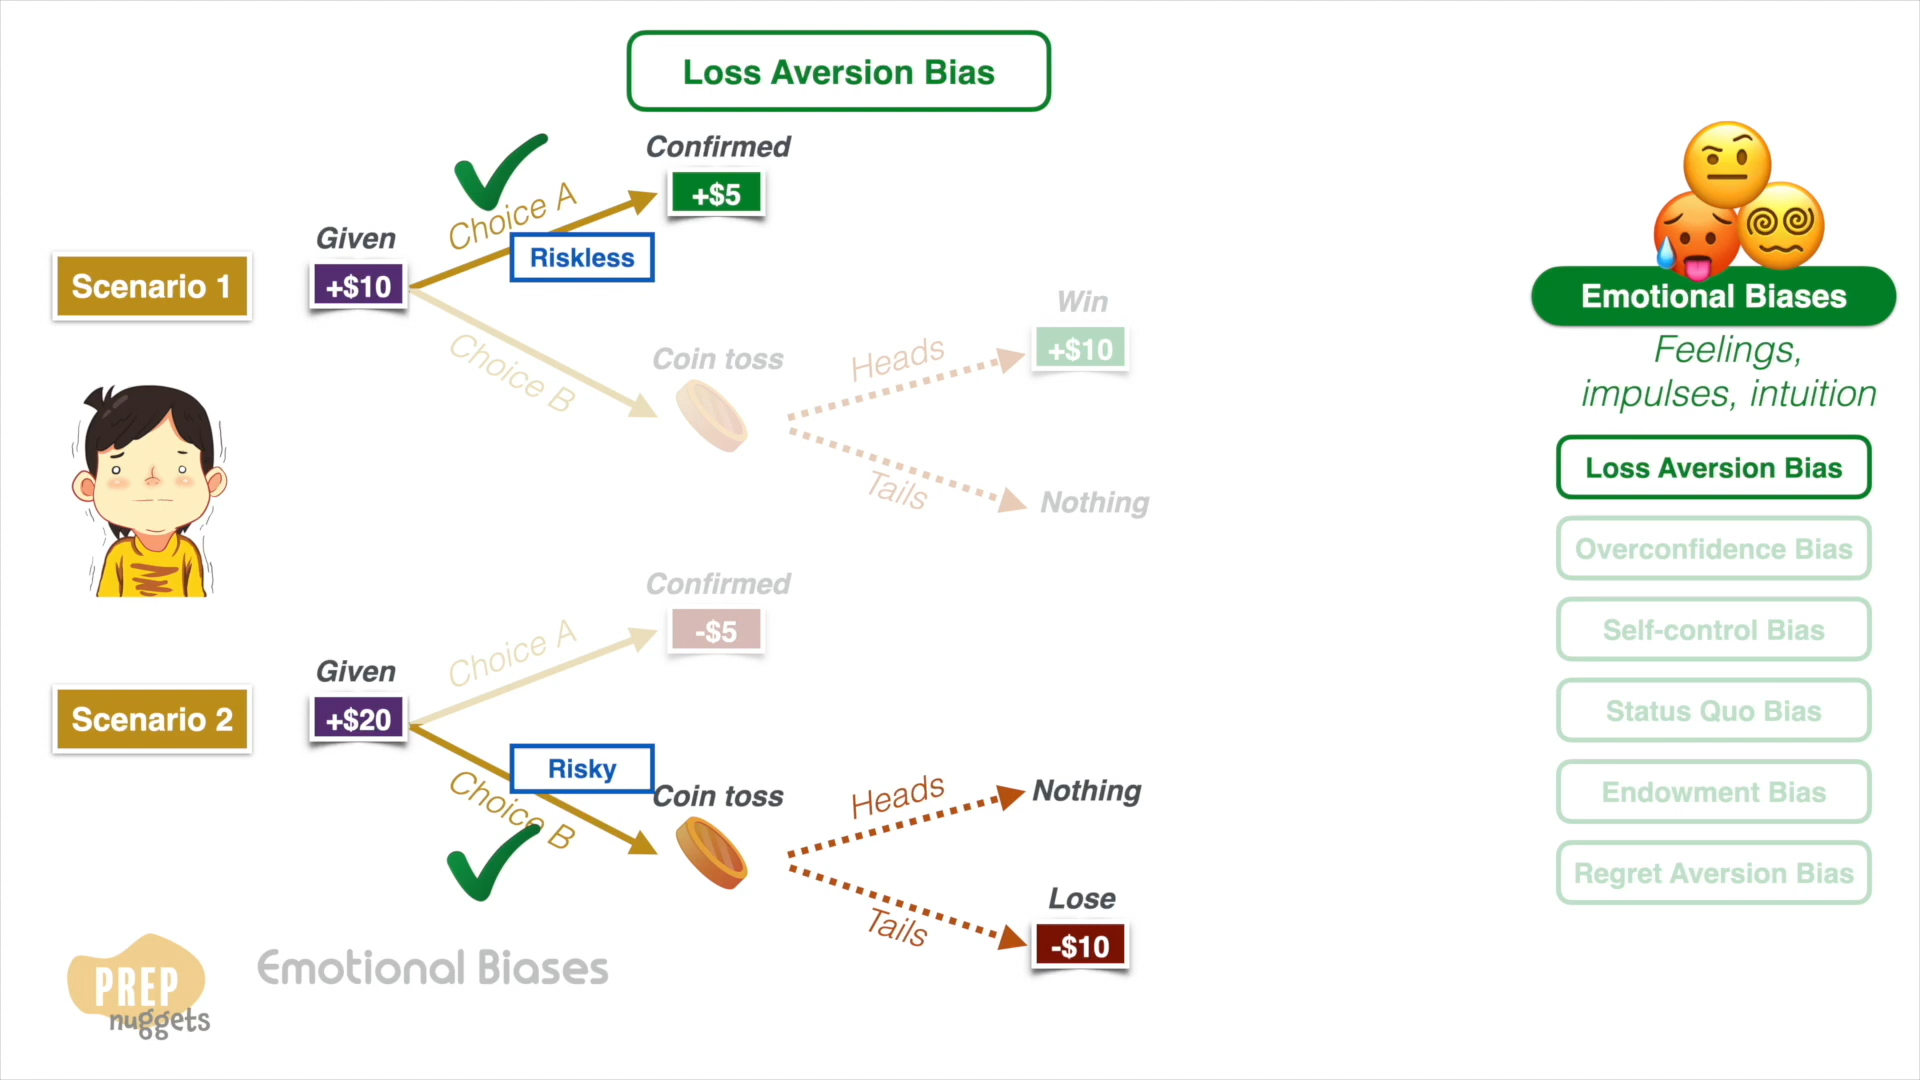 Loss Aversion Bias
Scenario 1
Given
+$10
Choice A
Riskless
Confirmed
+$5
Choice B
Coin toss
Heads
Win
+$10
Tails
Nothing
Scenario 2
Given
+$20
Choice A
Confirmed
-$5
Risky
Choice B
Coin toss
Heads
Nothing
Tails
Lose
-$10
Emotional Biases
Feelings,
impulses, intuition
Loss Aversion Bias
Overconfidence Bias
Self-control Bias
Status Quo Bias
Endowment Bias
Regret Aversion Bias
PREP
nuggets
Emotional Biases